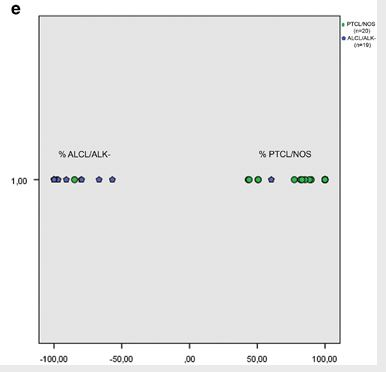 e
PTCL/NOS
(n=20)
ALCL/ALK-
(n=19)
% ALCL/ALK- % PTCL/NOS
1,00
-100,00 -50,00 ,00 50,00 100,00